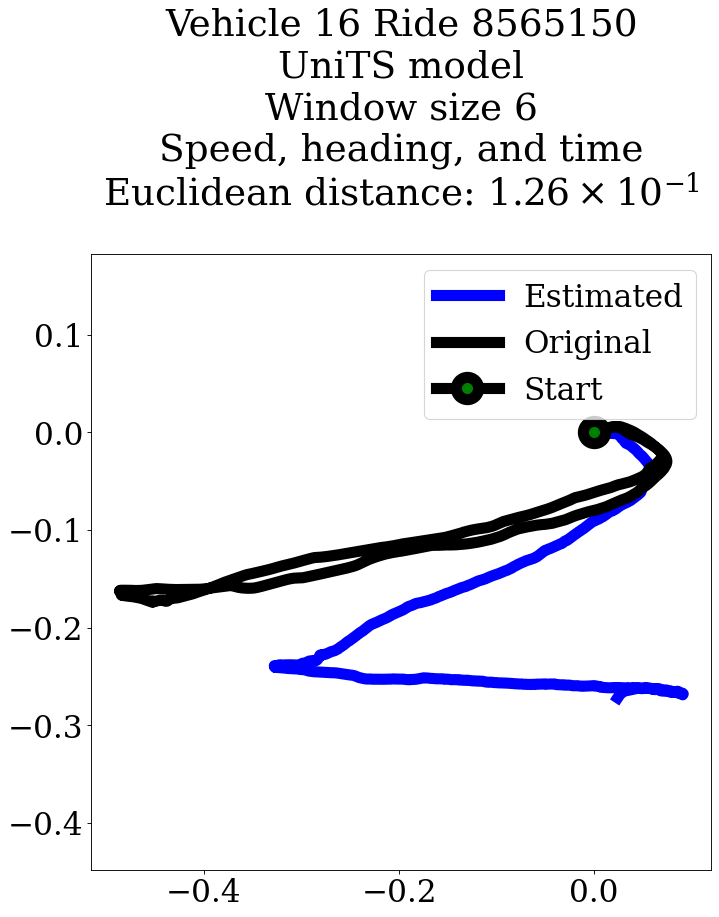 Vehicle 16 Ride 8565150
UniTS model
Window size 6
Speed, heading, and time
Euclidean distance: 1.26 × 10⁻¹
Estimated
Original
Start
0.1
0.0
−0.1
−0.2
−0.3
−0.4
−0.4 −0.2 0.0